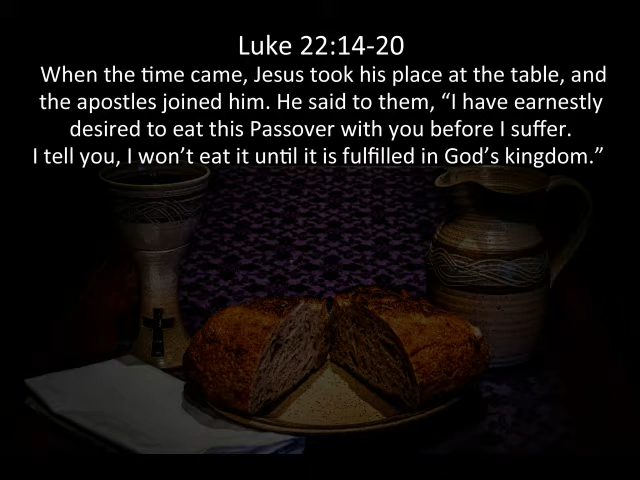 Luke 22:14-20
When the time came, Jesus took his place at the table, and
the apostles joined him. He said to them, “I have earnestly
desired to eat this Passover with you before I suffer.
I tell you, I won’t eat it until it is fulfilled in God’s kingdom.”